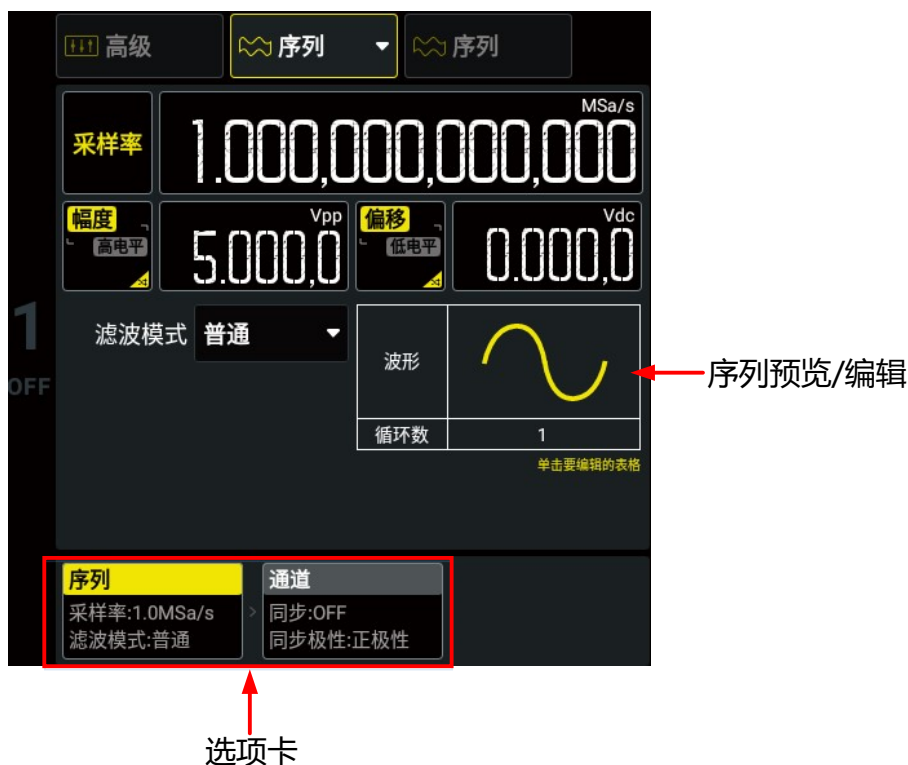 高级
序列
序列
采样率
MSa/s
1.000,000,000,000
幅度
高电平
Vpp
5.000,0
偏移
低电平
Vdc
0.000,0
1
OFF
滤波模式 普通
波形
循环数 1
单击要编辑的表格
序列预览/编辑
序列
采样率:1.0MSa/s
滤波模式:普通
>
通道
同步:OFF
同步极性:正极性
选项卡